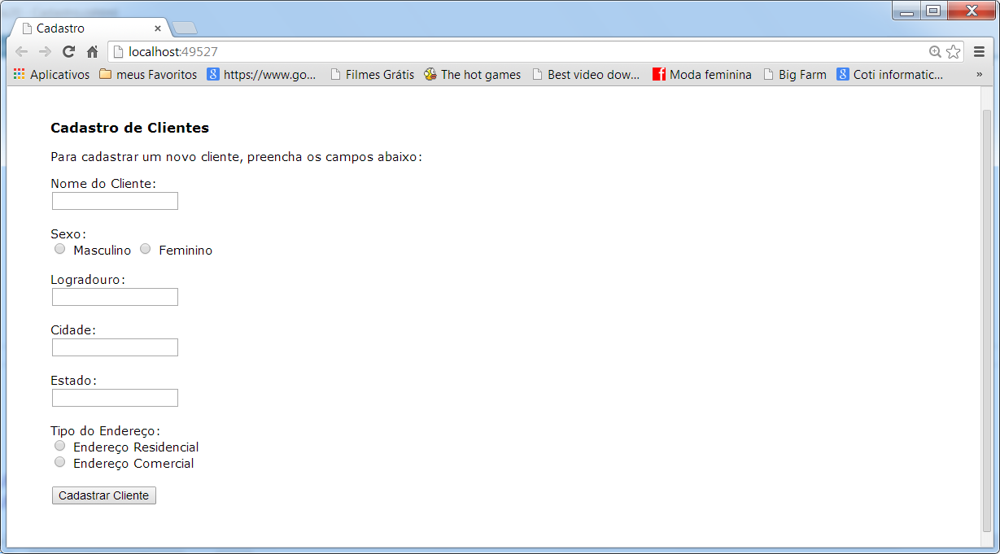 Cadastro
localhost:49527
Aplicativos meus Favoritos https://www.go... Filmes Grátis The hot games Best video dow... Moda feminina Big Farm Coti informatic... »
Cadastro de Clientes
Para cadastrar um novo cliente, preencha os campos abaixo:
Nome do Cliente:
Sexo:
Masculino Feminino
Logradouro:
Cidade:
Estado:
Tipo do Endereço:
Endereço Residencial
Endereço Comercial
Cadastrar Cliente